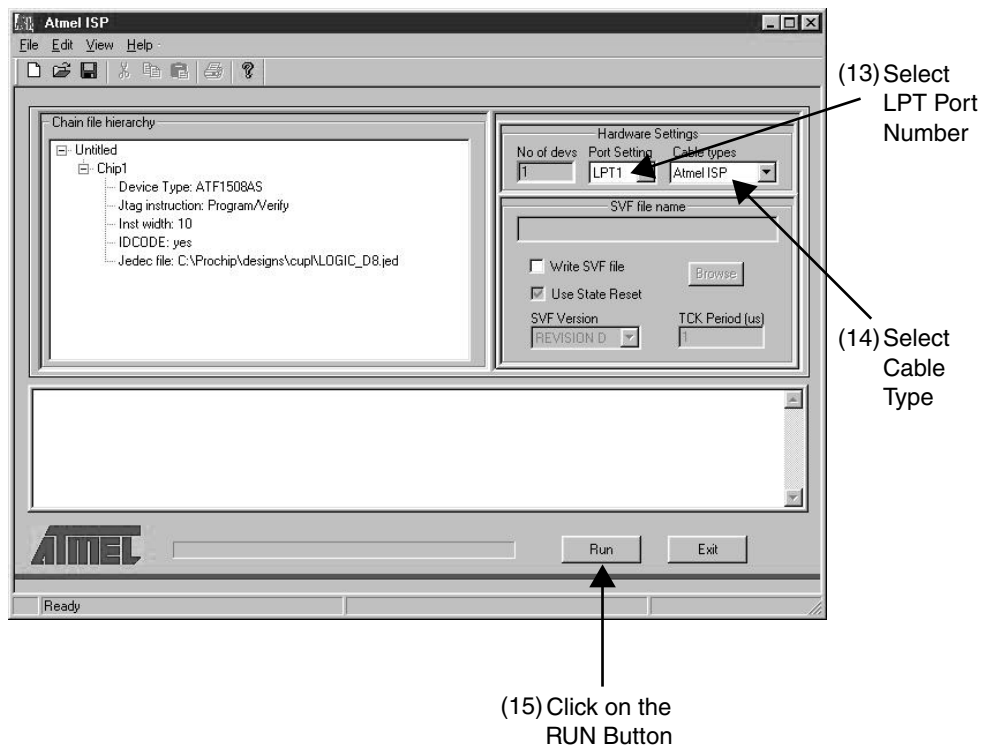 Atmel ISP
File Edit View Help
Chain file hierarchy
Untitled
Chip1
Device Type: ATF1508AS
Jtag instruction: Program/Verify
Inst width: 10
IDCODE: yes
Jedec file: C:\Prochip\designs\cupl\LOGIC_D8.jed
Hardware Settings
No of devs Port Setting Cable types
1 LPT1 Atmel ISP
SVF file name
Write SVF file
Browse
Use State Reset
SVF Version TCK Period (us)
REVISION D 1
ATMEL
Run Exit
Ready
(13) Select
LPT Port
Number
(14) Select
Cable
Type
(15) Click on the
RUN Button